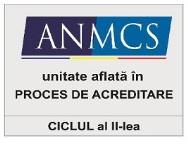 ANMCS
unitate aflată în
PROCES DE ACREDITARE
CICLUL al II-lea